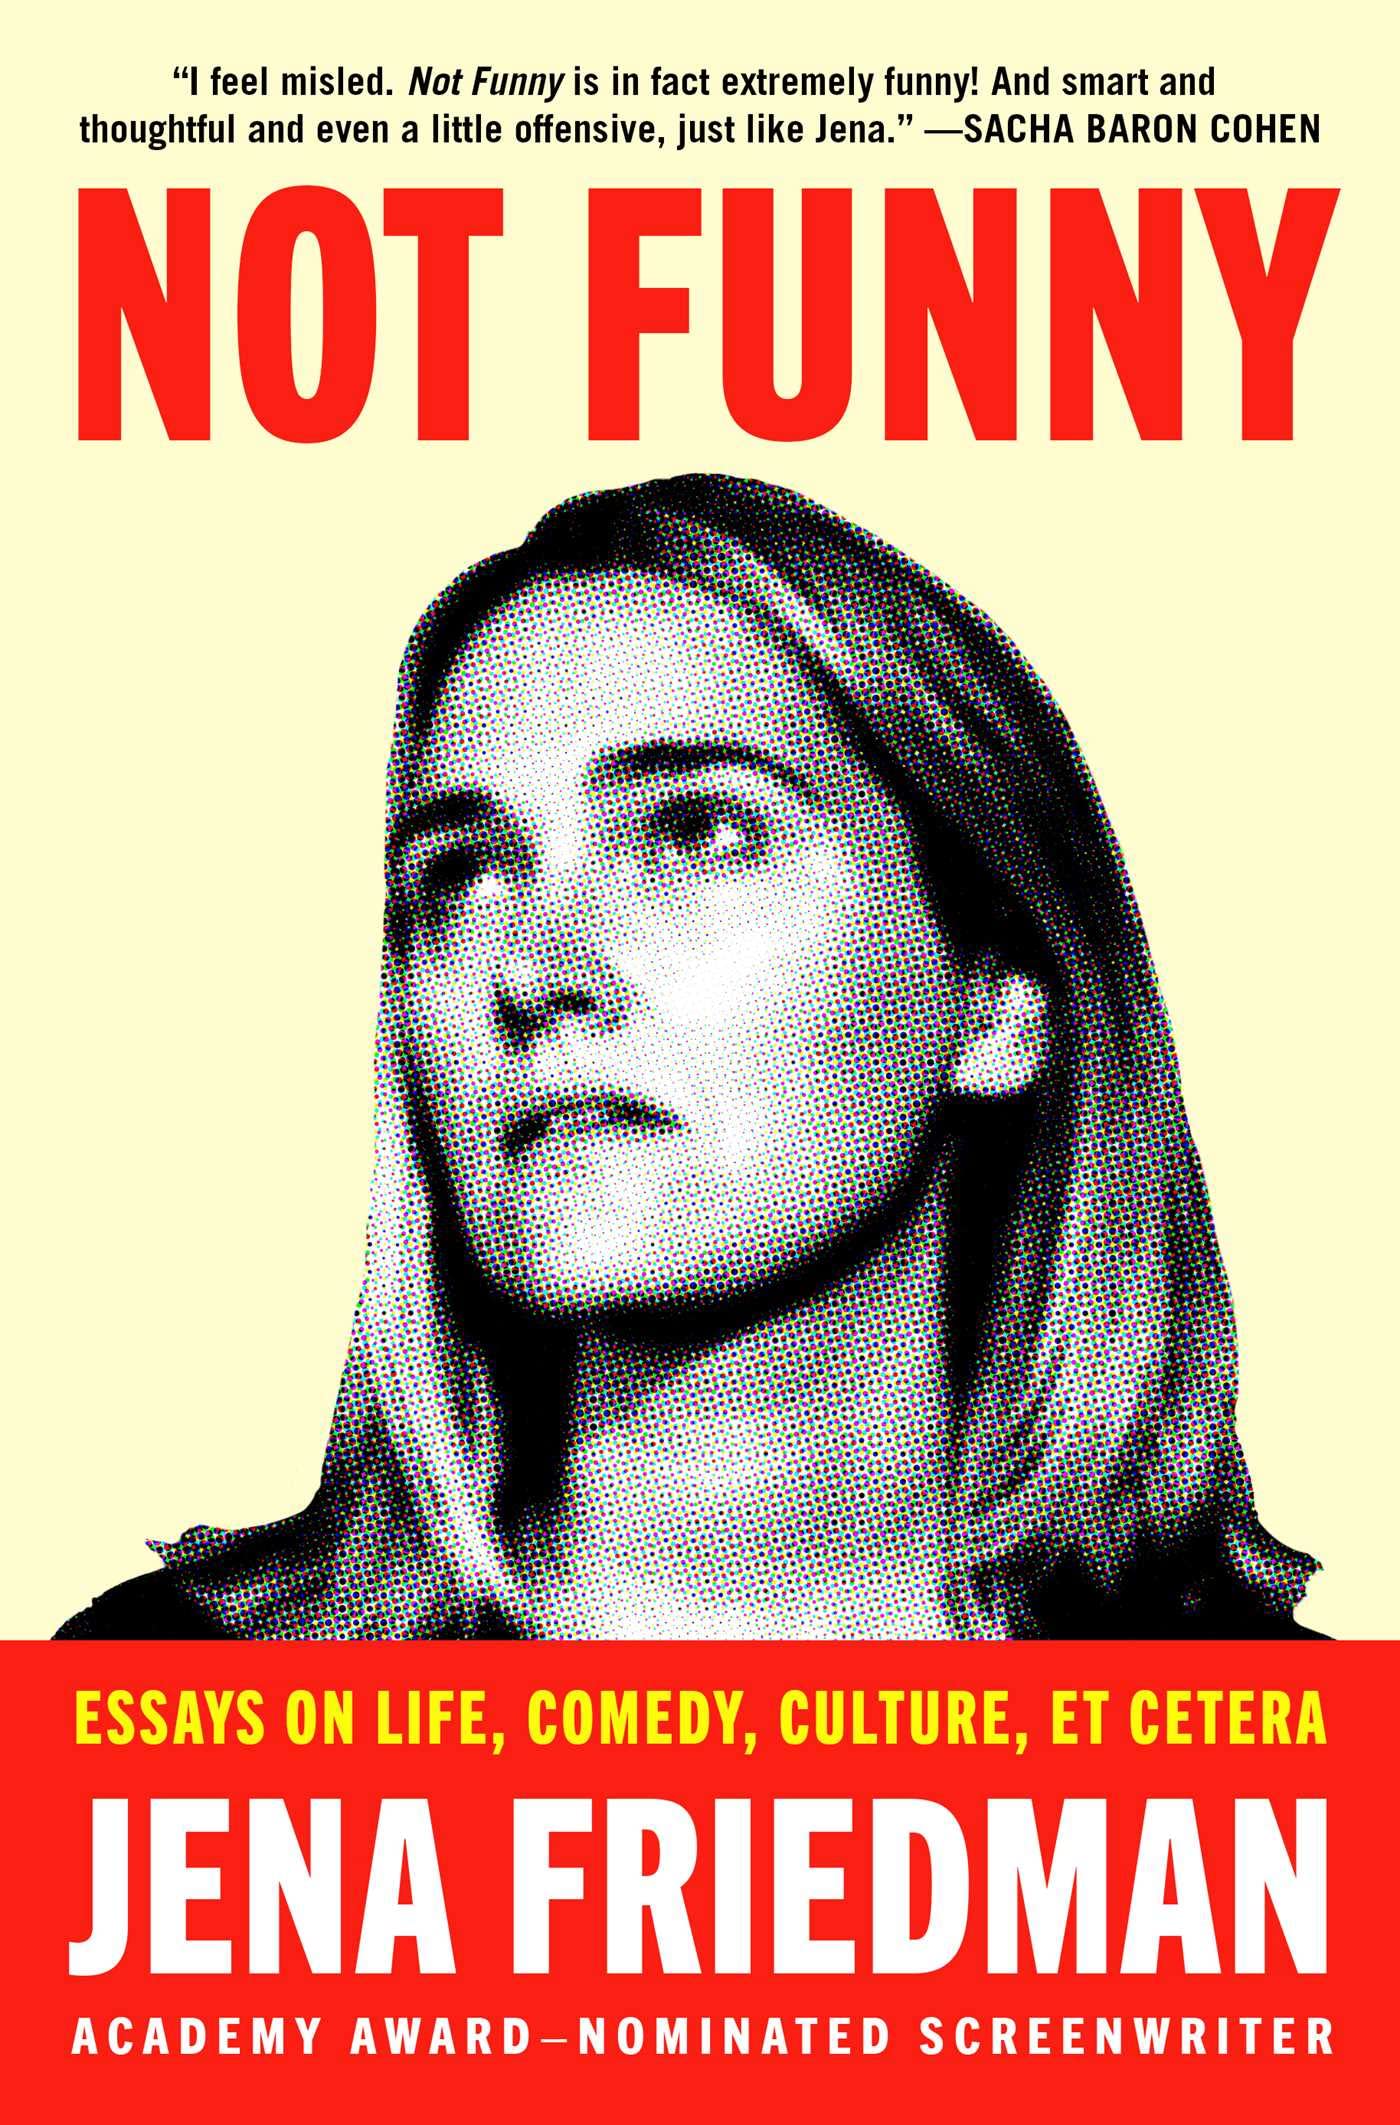 “I feel misled. Not Funny is in fact extremely funny! And smart and
thoughtful and even a little offensive, just like Jena.” —SACHA BARON COHEN
NOT FUNNY
ESSAYS ON LIFE, COMEDY, CULTURE, ET CETERA
JENA FRIEDMAN
ACADEMY AWARD–NOMINATED SCREENWRITER